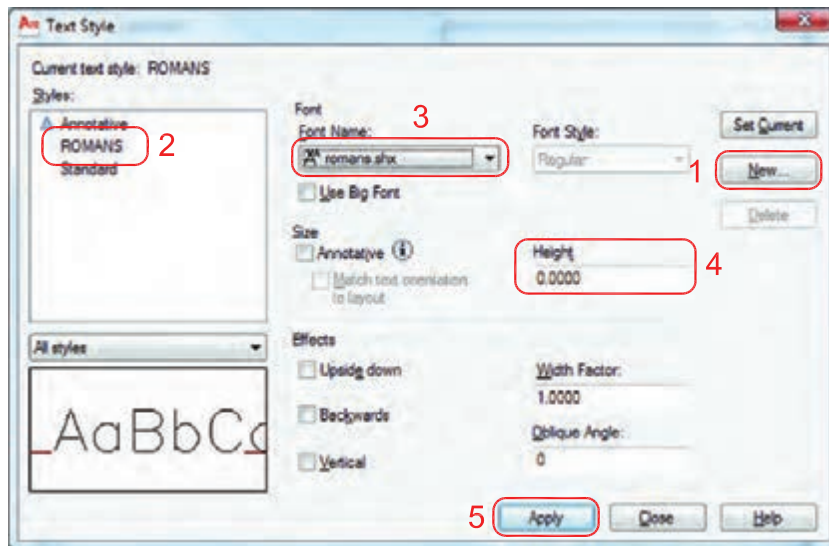 Text Style
Current text style: ROMANS
Styles:
Annotative
ROMANS
Standard
2
All styles
AaBbCc
Font
Font Name:
3
romans.shx
Use Big Font
Font Style:
Regular
Size
Annotative
Match text orientation
to layout
Height
0.0000
4
Effects
Upside down
Backwards
Vertical
Width Factor:
1.0000
Oblique Angle:
0
Set Current
1
New...
Delete
5
Apply
Close
Help